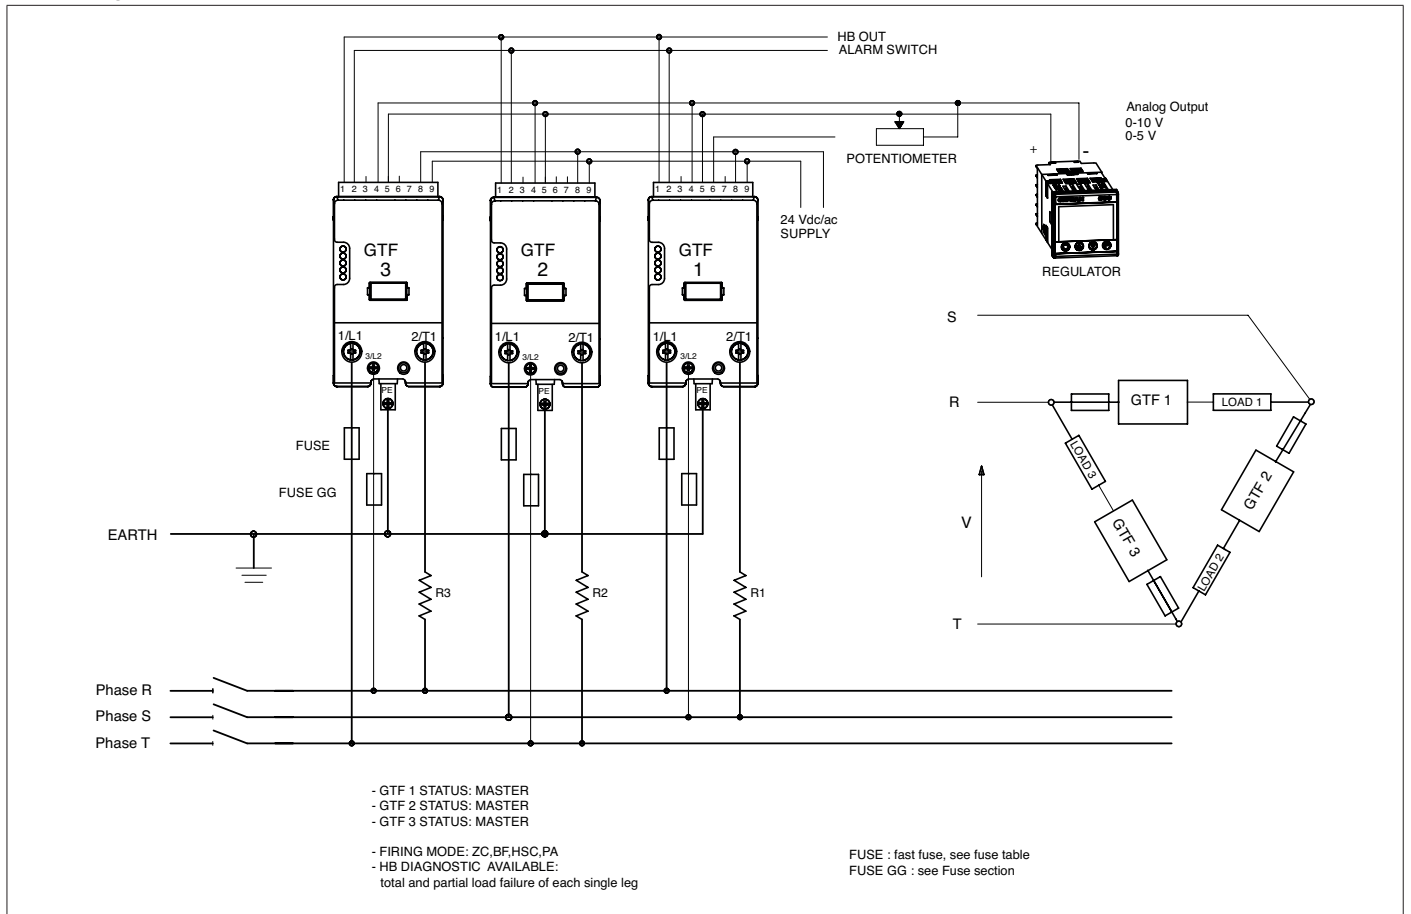 HB OUT
ALARM SWITCH
Analog Output
0-10 V
0-5 V
POTENTIOMETER
+ -
1 2 3 4 5 6 7 8 9
1 2 3 4 5 6 7 8 9
1 2 3 4 5 6 7 8 9
24 Vdc/ac
SUPPLY
REGULATOR
GTF
3
GTF
2
GTF
1
1/L1 2/T1
3/L2
PE
1/L1 2/T1
3/L2
PE
1/L1 2/T1
3/L2
PE
S
R
GTF 1
LOAD 1
LOAD 3
GTF 2
V
GTF 3
LOAD 2
T
FUSE
FUSE GG
EARTH
R3
R2
R1
Phase R
Phase S
Phase T
- GTF 1 STATUS: MASTER
- GTF 2 STATUS: MASTER
- GTF 3 STATUS: MASTER
- FIRING MODE: ZC,BF,HSC,PA
- HB DIAGNOSTIC AVAILABLE:
total and partial load failure of each single leg
FUSE : fast fuse, see fuse table
FUSE GG : see Fuse section